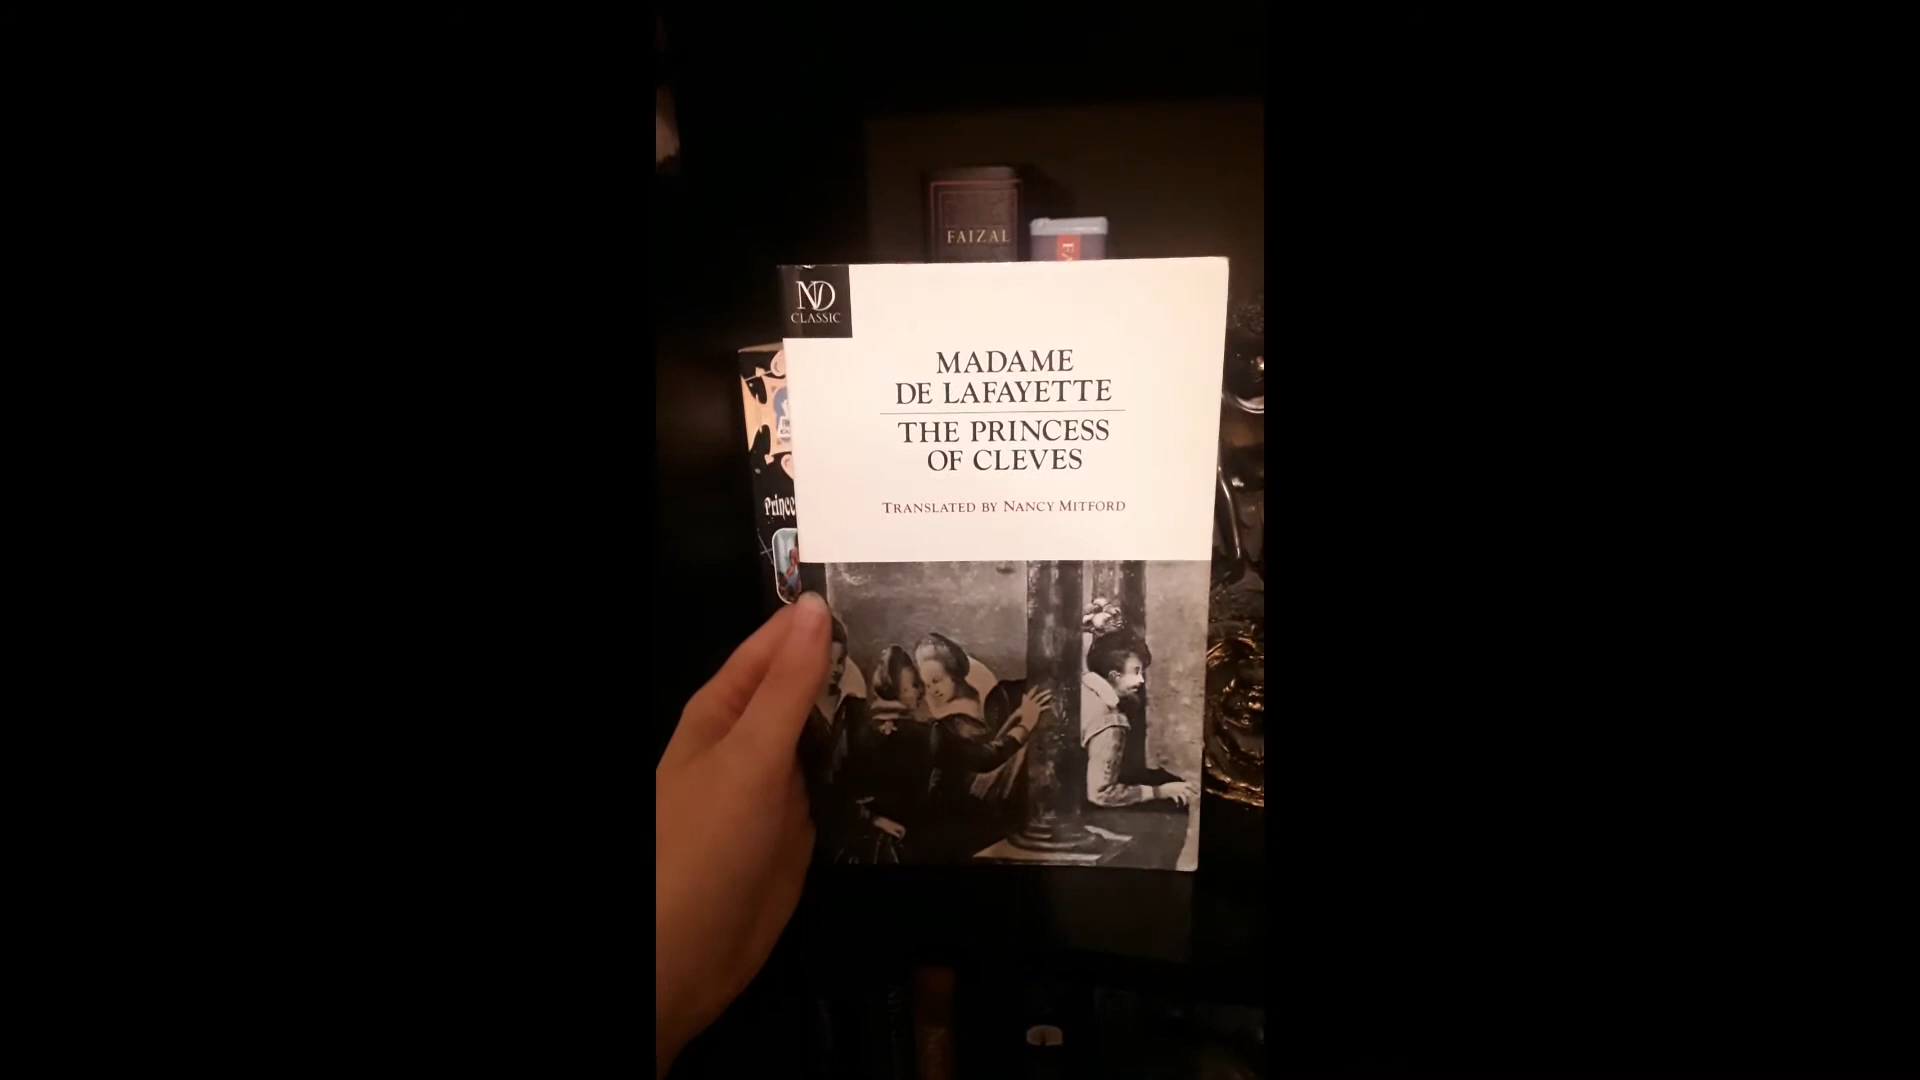 FAIZAL
ND
CLASSIC
MADAME
DE LAFAYETTE
THE PRINCESS
OF CLEVES
TRANSLATED BY NANCY MITFORD